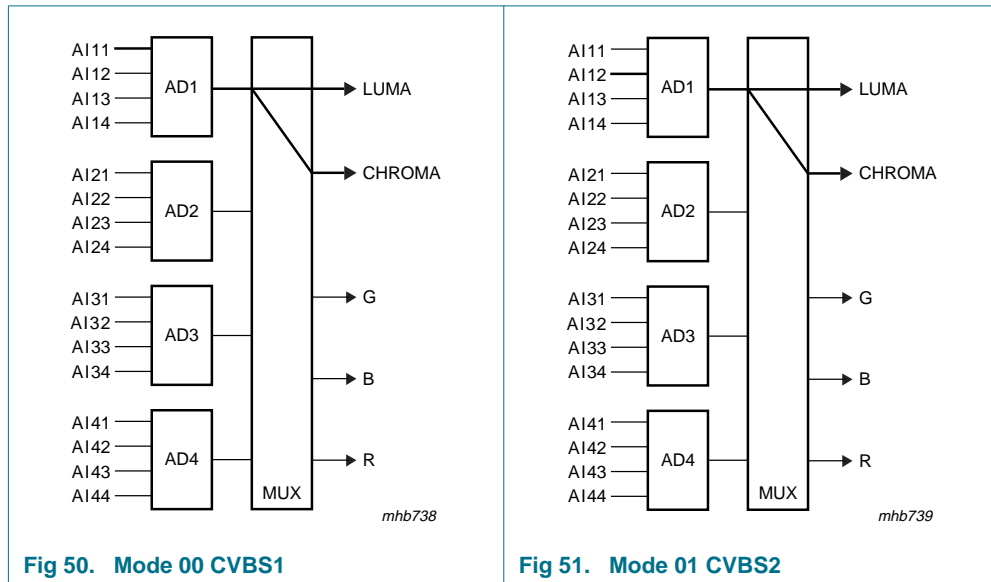 AI11
AI12
AI13
AI14
AD1
LUMA
CHROMA
AI21
AI22
AI23
AI24
AD2
AI31
AI32
AI33
AI34
AD3
G
B
AI41
AI42
AI43
AI44
AD4
R
MUX
mhb738
Fig 50. Mode 00 CVBS1
AI11
AI12
AI13
AI14
AD1
LUMA
CHROMA
AI21
AI22
AI23
AI24
AD2
AI31
AI32
AI33
AI34
AD3
G
B
AI41
AI42
AI43
AI44
AD4
R
MUX
mhb739
Fig 51. Mode 01 CVBS2